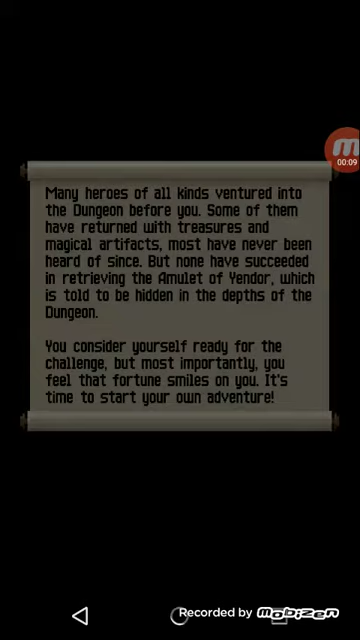 00:09
Many heroes of all kinds ventured into
the Dungeon before you. Some of them
have returned with treasures and
magical artifacts, most have never been
heard of since. But none have succeeded
in retrieving the Amulet of Yendor, which
is told to be hidden in the depths of the
Dungeon.
You consider yourself ready for the
challenge, but most importantly, you
feel that fortune smiles on you. It's
time to start your own adventure!
Recorded by mobizen